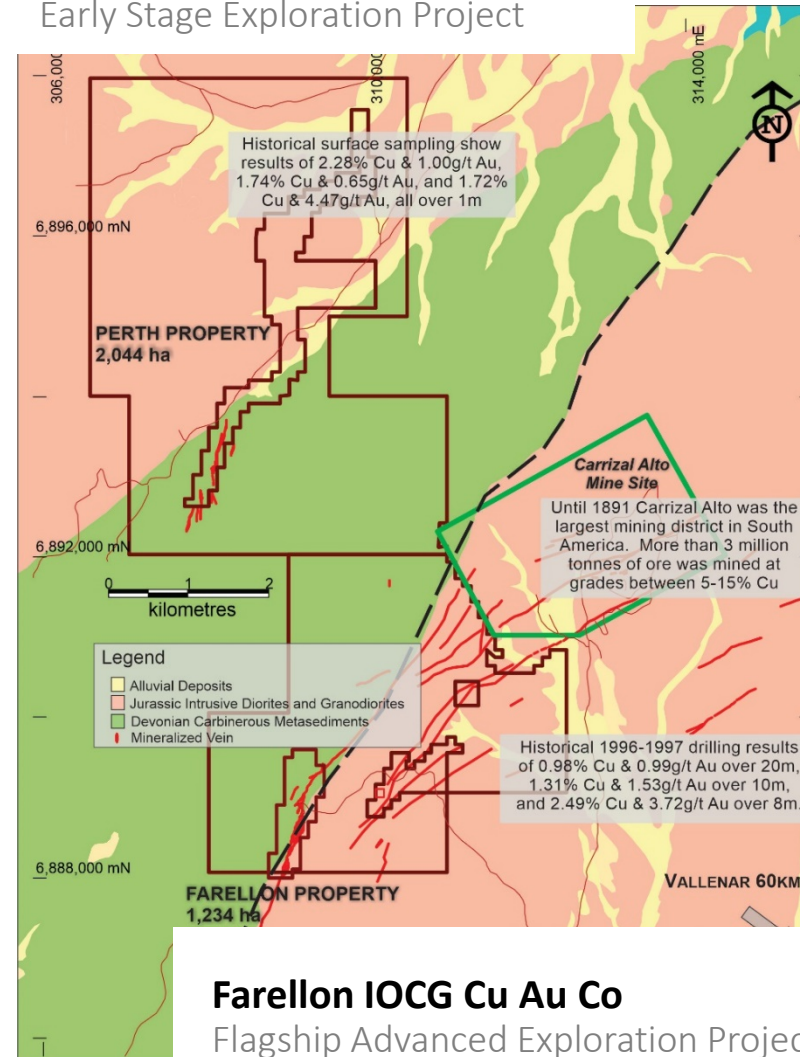 Early Stage Exploration Project
306,000
310,000
314,000 mE
N
Historical surface sampling show
results of 2.28% Cu & 1.00g/t Au,
1.74% Cu & 0.65g/t Au, and 1.72%
Cu & 4.47g/t Au, all over 1m
6,896,000 mN
PERTH PROPERTY
2,044 ha
Carrizal Alto
Mine Site
Until 1891 Carrizal Alto was the
largest mining district in South
America. More than 3 million
tonnes of ore was mined at
grades between 5-15% Cu
6,892,000 mN
0 1 2
kilometres
Legend
Alluvial Deposits
Jurassic Intrusive Diorites and Granodiorites
Devonian Carbinerous Metasediments
Mineralized Vein
Historical 1996-1997 drilling results
of 0.98% Cu & 0.99g/t Au over 20m,
1.31% Cu & 1.53g/t Au over 10m,
and 2.49% Cu & 3.72g/t Au over 8m.
6,888,000 mN
VALLENAR 60KM
FARELLON PROPERTY
1,234 ha
Farellon IOCG Cu Au Co
Flagship Advanced Exploration Projec